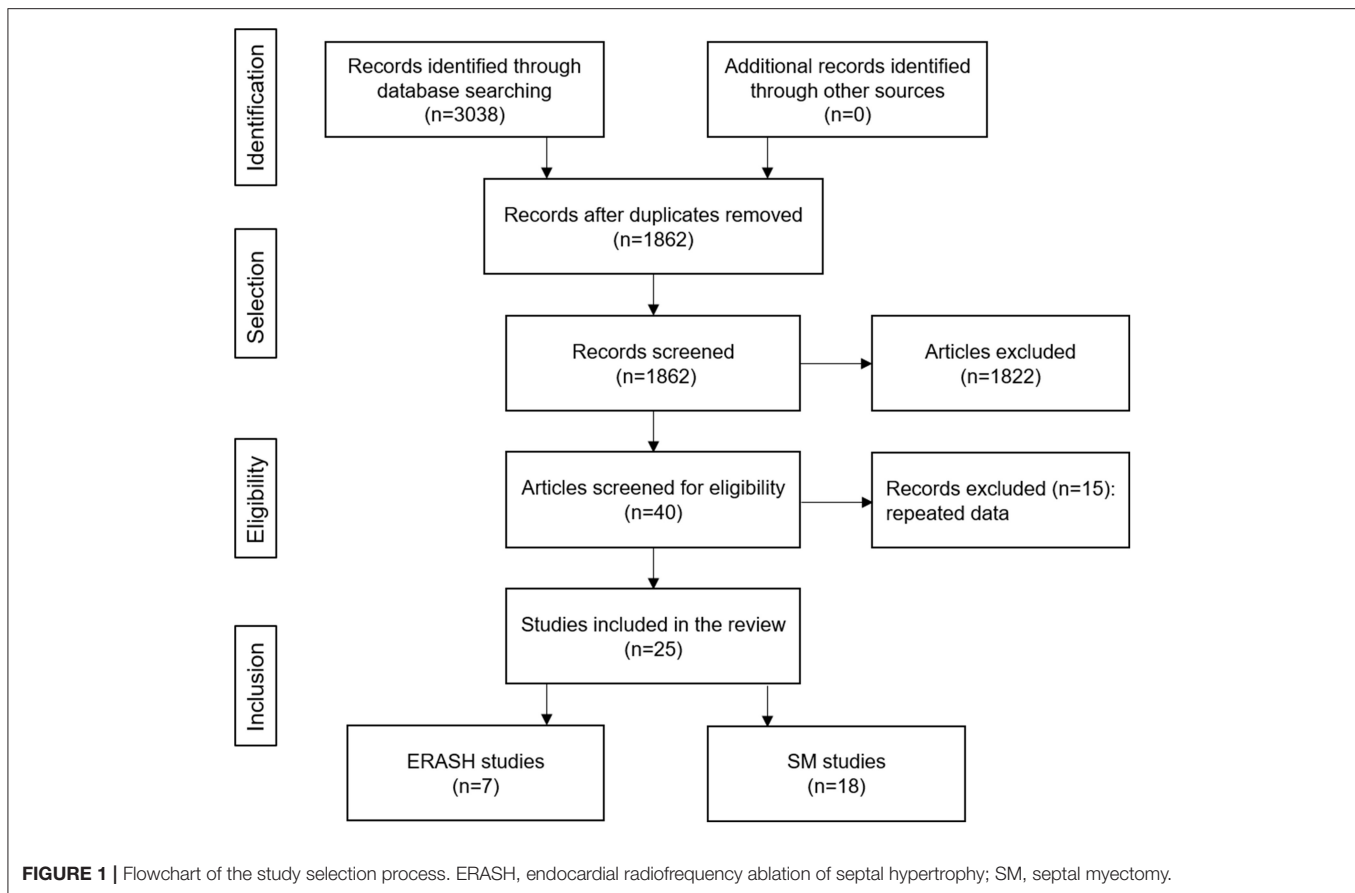 Identification
Records identified through
database searching
(n=3038)
Additional records identified
through other sources
(n=0)
Records after duplicates removed
(n=1862)
Selection
Records screened
(n=1862)
Articles excluded
(n=1822)
Eligibility
Articles screened for eligibility
(n=40)
Records excluded (n=15):
repeated data
Studies included in the review
(n=25)
Inclusion
ERASH studies
(n=7)
SM studies
(n=18)
FIGURE 1 | Flowchart of the study selection process. ERASH, endocardial radiofrequency ablation of septal hypertrophy; SM, septal myectomy.